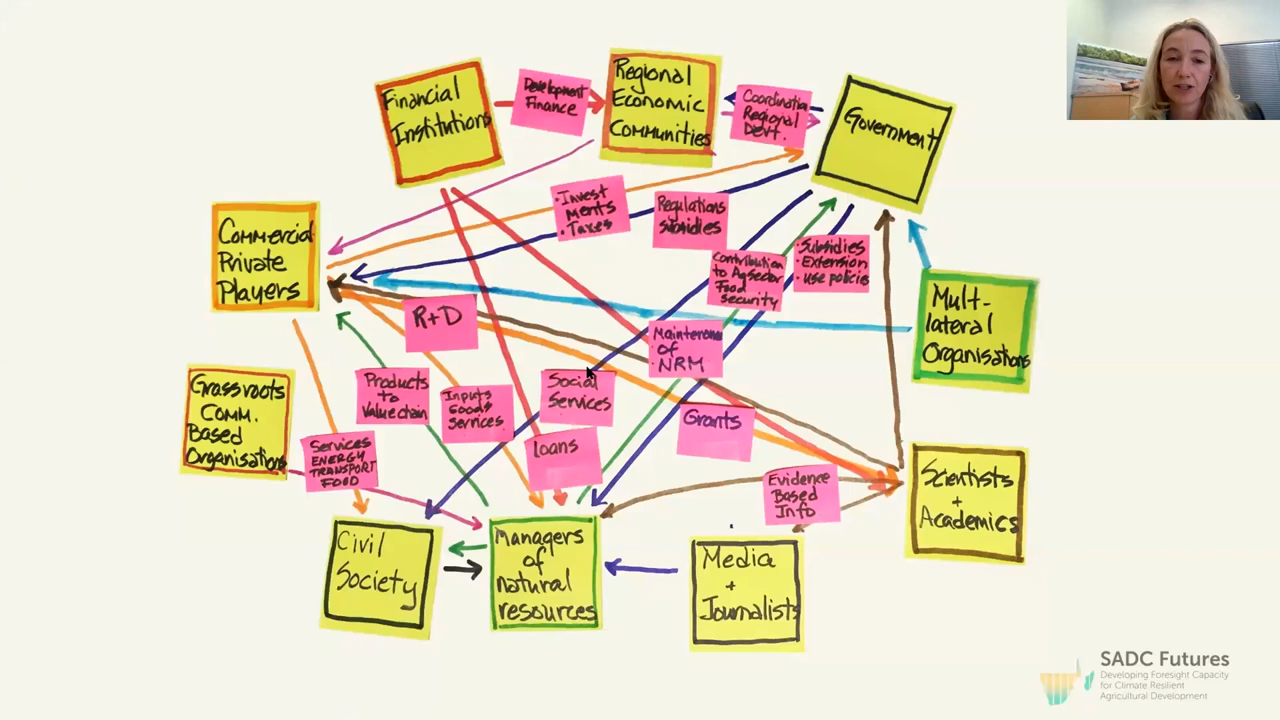 Financial
Institutions
Development
Finance
Regional
Economic
Communities
Coordination
Regional
Devt.
Government
Commercial
Private
Players
• Invest
ments
• Taxes
Regulations
subsidies
Contribution
to Ag sector
Food
security
• Subsidies
• Extension
• use policies
Mult-
lateral
Organisations
R+D
Maintenance
of
NRM
Grassroots
Comm.
Based
Organisations
Products
to
Value chain
Inputs
Goods
Services
Social
Services
Grants
Services
ENERGY
TRANSPORT
FOOD
loans
Evidence
Based
Info
Scientists
+
Academics
Civil
Society
Managers
of
natural
resources
Media
+
Journalists
SADC Futures
Developing Foresight Capacity
for Climate Resilient
Agricultural Development